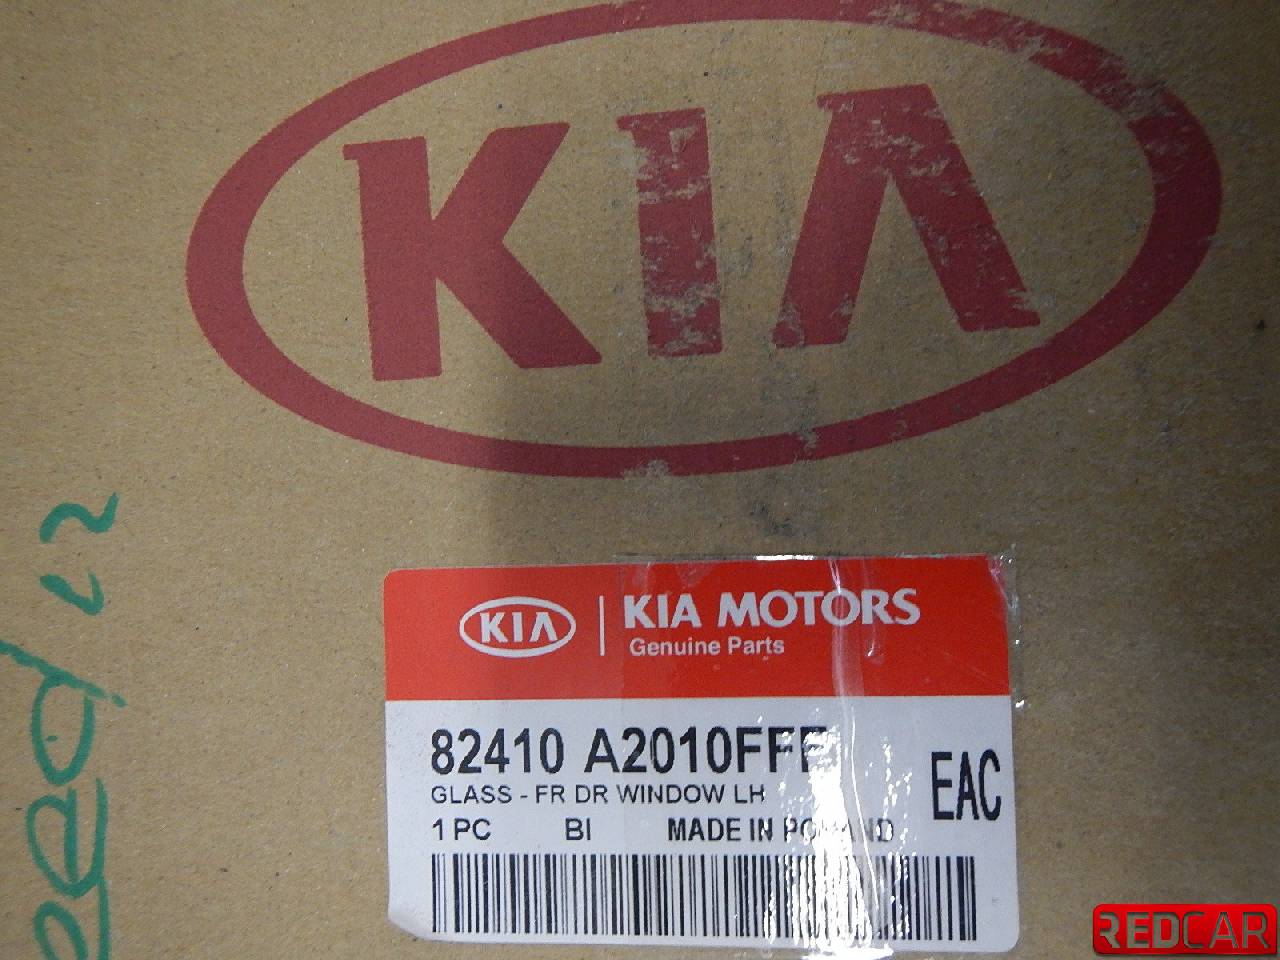 KIA
KIA
KIA MOTORS
Genuine Parts
82410 A2010FFF
GLASS - FR DR WINDOW LH
EAC
1 PC BI MADE IN POLAND
REDCAR